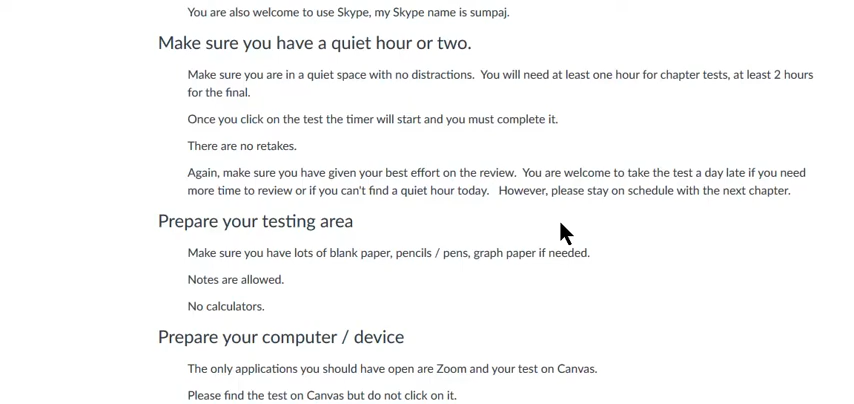 You are also welcome to use Skype, my Skype name is sumpaj.
Make sure you have a quiet hour or two.
Make sure you are in a quiet space with no distractions.  You will need at least one hour for chapter tests, at least 2 hours
for the final.
Once you click on the test the timer will start and you must complete it.
There are no retakes.
Again, make sure you have given your best effort on the review.  You are welcome to take the test a day late if you need
more time to review or if you can't find a quiet hour today.   However, please stay on schedule with the next chapter.
Prepare your testing area
Make sure you have lots of blank paper, pencils / pens, graph paper if needed.
Notes are allowed.
No calculators.
Prepare your computer / device
The only applications you should have open are Zoom and your test on Canvas.
Please find the test on Canvas but do not click on it.